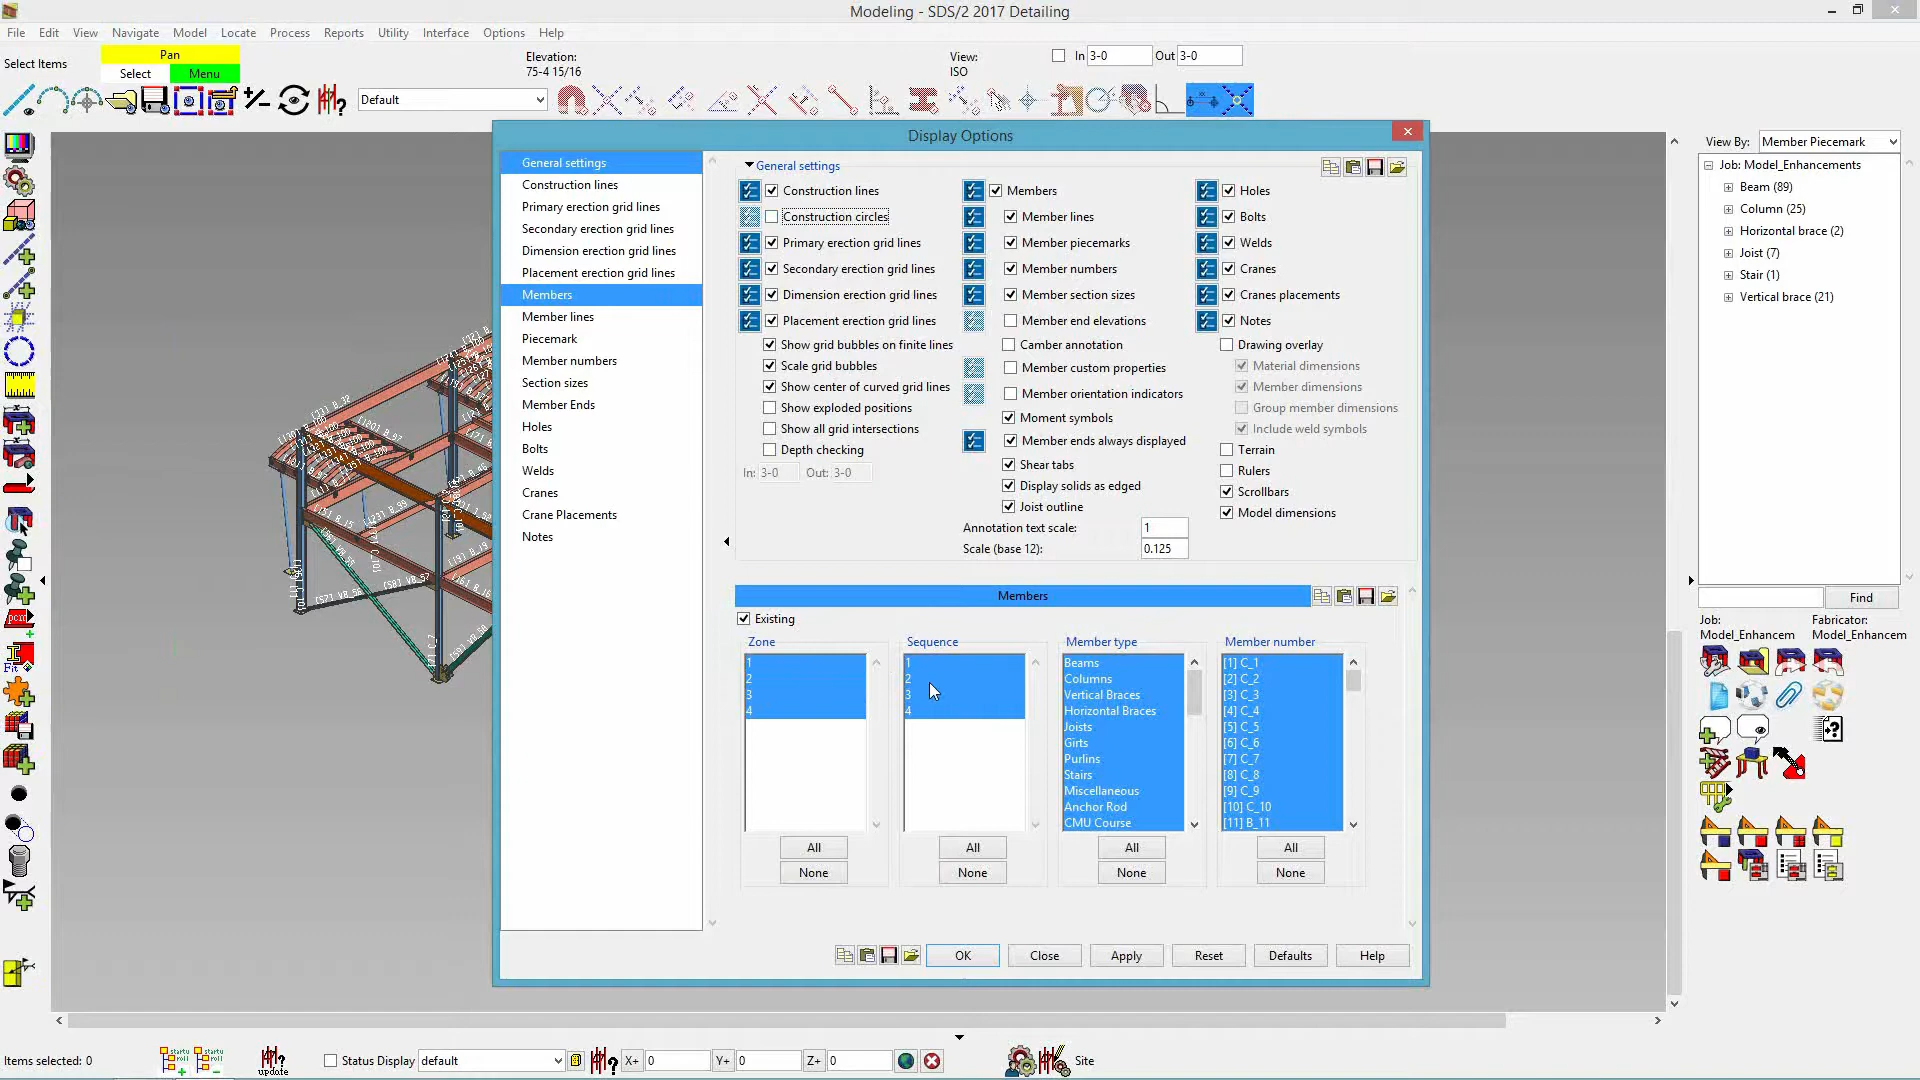 Modeling - SDS/2 2017 Detailing
File Edit View Navigate Model Locate Process Reports Utility Interface Options Help
Select Items
Pan
Select Menu
Elevation:
75-4 15/16
View:
ISO
In 3-0 Out 3-0
Default
Display Options
General settings
Construction lines
Primary erection grid lines
Secondary erection grid lines
Dimension erection grid lines
Placement erection grid lines
Members
Member lines
Piecemark
Member numbers
Section sizes
Member Ends
Holes
Bolts
Welds
Cranes
Crane Placements
Notes
General settings
Construction lines
Construction circles
Primary erection grid lines
Secondary erection grid lines
Dimension erection grid lines
Placement erection grid lines
Show grid bubbles on finite lines
Scale grid bubbles
Show center of curved grid lines
Show exploded positions
Show all grid intersections
Depth checking
In: 3-0 Out: 3-0
Members
Member lines
Member piecemarks
Member numbers
Member section sizes
Member end elevations
Camber annotation
Member custom properties
Member orientation indicators
Moment symbols
Member ends always displayed
Shear tabs
Display solids as edged
Joist outline
Annotation text scale: 1
Scale (base 12): 0.125
Holes
Bolts
Welds
Cranes
Cranes placements
Notes
Drawing overlay
Material dimensions
Member dimensions
Group member dimensions
Include weld symbols
Terrain
Rulers
Scrollbars
Model dimensions
Members
Existing
Zone
1
2
3
4
All
None
Sequence
1
2
3
4
All
None
Member type
Beams
Columns
Vertical Braces
Horizontal Braces
Joists
Girts
Purlins
Stairs
Miscellaneous
Anchor Rod
CMU Course
All
None
Member number
[1] C_1
[2] C_2
[3] C_3
[4] C_4
[5] C_5
[6] C_6
[7] C_7
[8] C_8
[9] C_9
[10] C_10
[11] B_11
All
None
OK Close Apply Reset Defaults Help
View By: Member Piecemark
Job: Model_Enhancements
Beam (89)
Column (25)
Horizontal brace (2)
Joist (7)
Stair (1)
Vertical brace (21)
Find
Job: Fabricator:
Model_Enhancem Model_Enhancem
pcm
Fit
Items selected: 0
update
Status Display default
X+ 0 Y+ 0 Z+ 0
Site